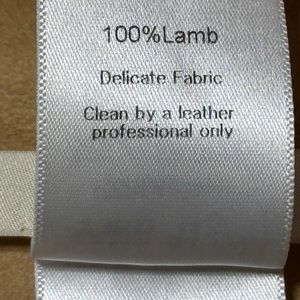 100%Lamb
Delicate Fabric
Clean by a leather
professional only